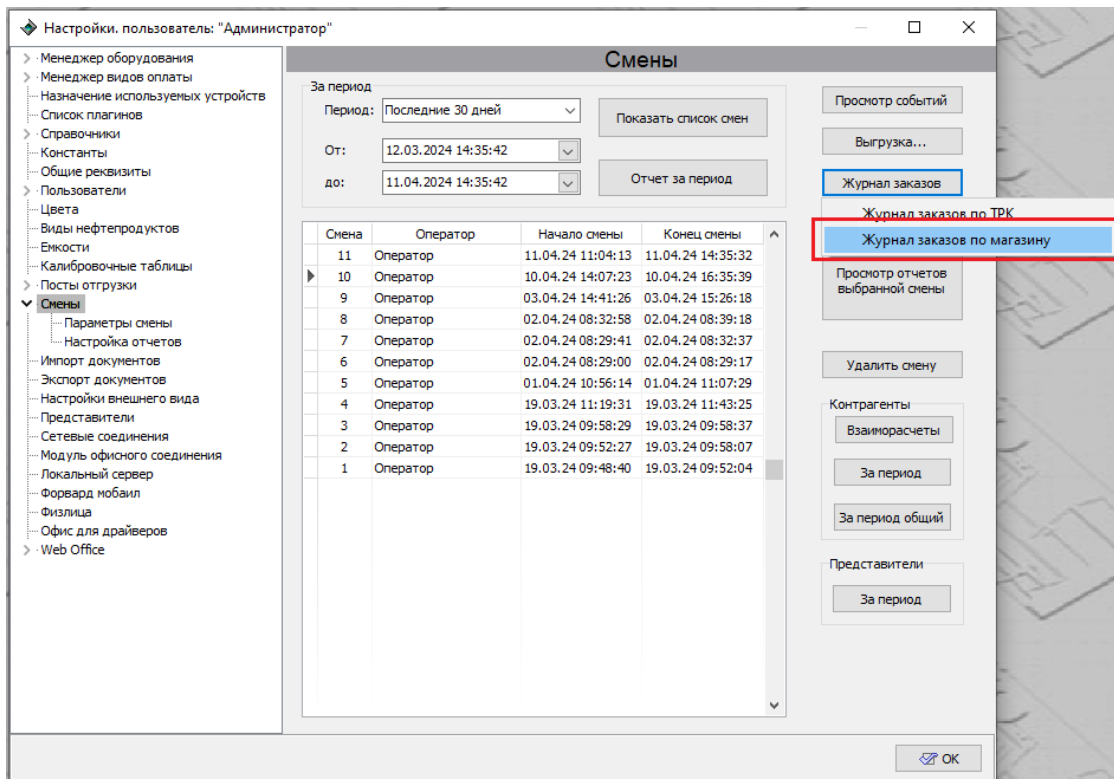 Настройки. пользователь: "Администратор"
Менеджер оборудования
Менеджер видов оплаты
Назначение используемых устройств
Список плагинов
Справочники
Константы
Общие реквизиты
Пользователи
Цвета
Виды нефтепродуктов
Емкости
Калибровочные таблицы
Посты отгрузки
Смены
Параметры смены
Настройка отчетов
Импорт документов
Экспорт документов
Настройки внешнего вида
Представители
Сетевые соединения
Модуль офисного соединения
Локальный сервер
Форвард мобаил
Физлица
Офис для драйверов
Web Office
Смены
За период
Период: Последние 30 дней
От: 12.03.2024 14:35:42
до: 11.04.2024 14:35:42
Показать список смен
Отчет за период
Смена Оператор Начало смены Конец смены
11 Оператор 11.04.24 11:04:13 11.04.24 14:35:32
10 Оператор 10.04.24 14:07:23 10.04.24 16:35:39
9 Оператор 03.04.24 14:41:26 03.04.24 15:26:18
8 Оператор 02.04.24 08:32:58 02.04.24 08:39:18
7 Оператор 02.04.24 08:29:41 02.04.24 08:32:37
6 Оператор 02.04.24 08:29:00 02.04.24 08:29:17
5 Оператор 01.04.24 10:56:14 01.04.24 11:07:29
4 Оператор 19.03.24 11:19:31 19.03.24 11:43:25
3 Оператор 19.03.24 09:58:29 19.03.24 09:58:37
2 Оператор 19.03.24 09:52:27 19.03.24 09:58:07
1 Оператор 19.03.24 09:48:40 19.03.24 09:52:04
Просмотр событий
Выгрузка...
Журнал заказов
Журнал заказов по ТРК
Журнал заказов по магазину
Просмотр отчетов
выбранной смены
Удалить смену
Контрагенты
Взаиморасчеты
За период
За период общий
Представители
За период
OK